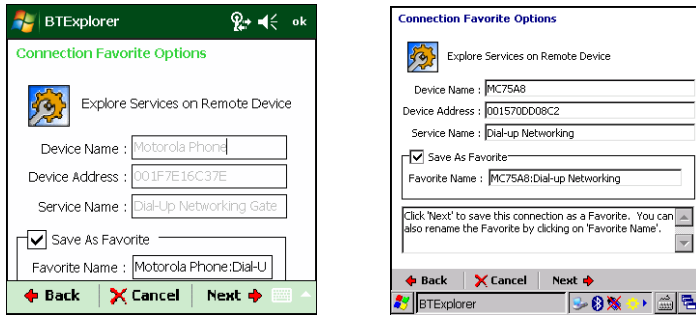 BTExplorer
ok
Connection Favorite Options
Explore Services on Remote Device
Device Name : Motorola Phone
Device Address : 001F7E16C37E
Service Name : Dial-Up Networking Gate
Save As Favorite
Favorite Name : Motorola Phone:Dial-U
Back Cancel Next
Connection Favorite Options
Explore Services on Remote Device
Device Name : MC75A8
Device Address : 001570DD08C2
Service Name : Dial-up Networking
Save As Favorite
Favorite Name : MC75A8:Dial-up Networking
Click 'Next' to save this connection as a Favorite. You can
also rename the Favorite by clicking on 'Favorite Name'.
Back Cancel Next
BTExplorer